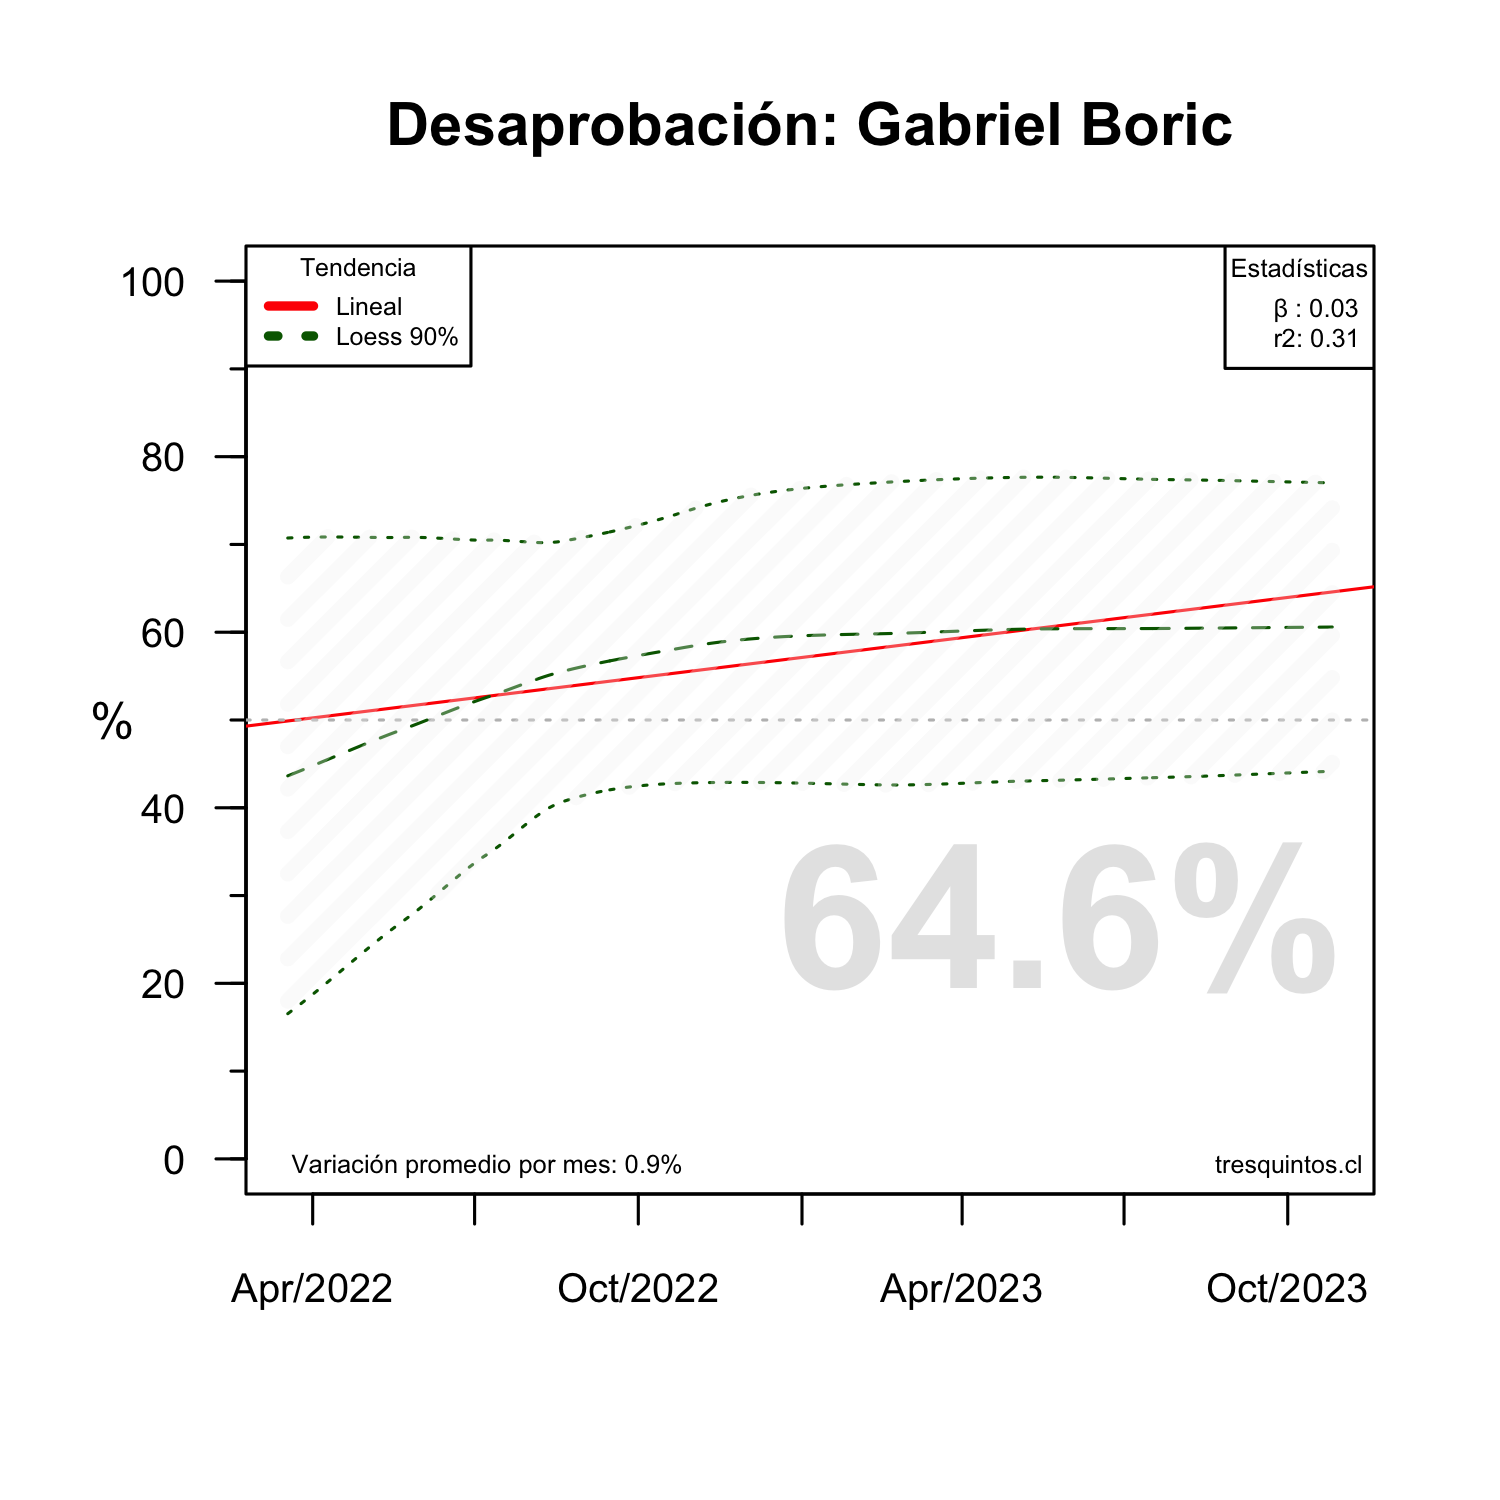 Desaprobación: Gabriel Boric
Tendencia
Lineal
Loess 90%
Estadísticas
β : 0.03
r2: 0.31
100
80
60
40
20
0
%
64.6%
Variación promedio por mes: 0.9%
tresquintos.cl
Apr/2022
Oct/2022
Apr/2023
Oct/2023